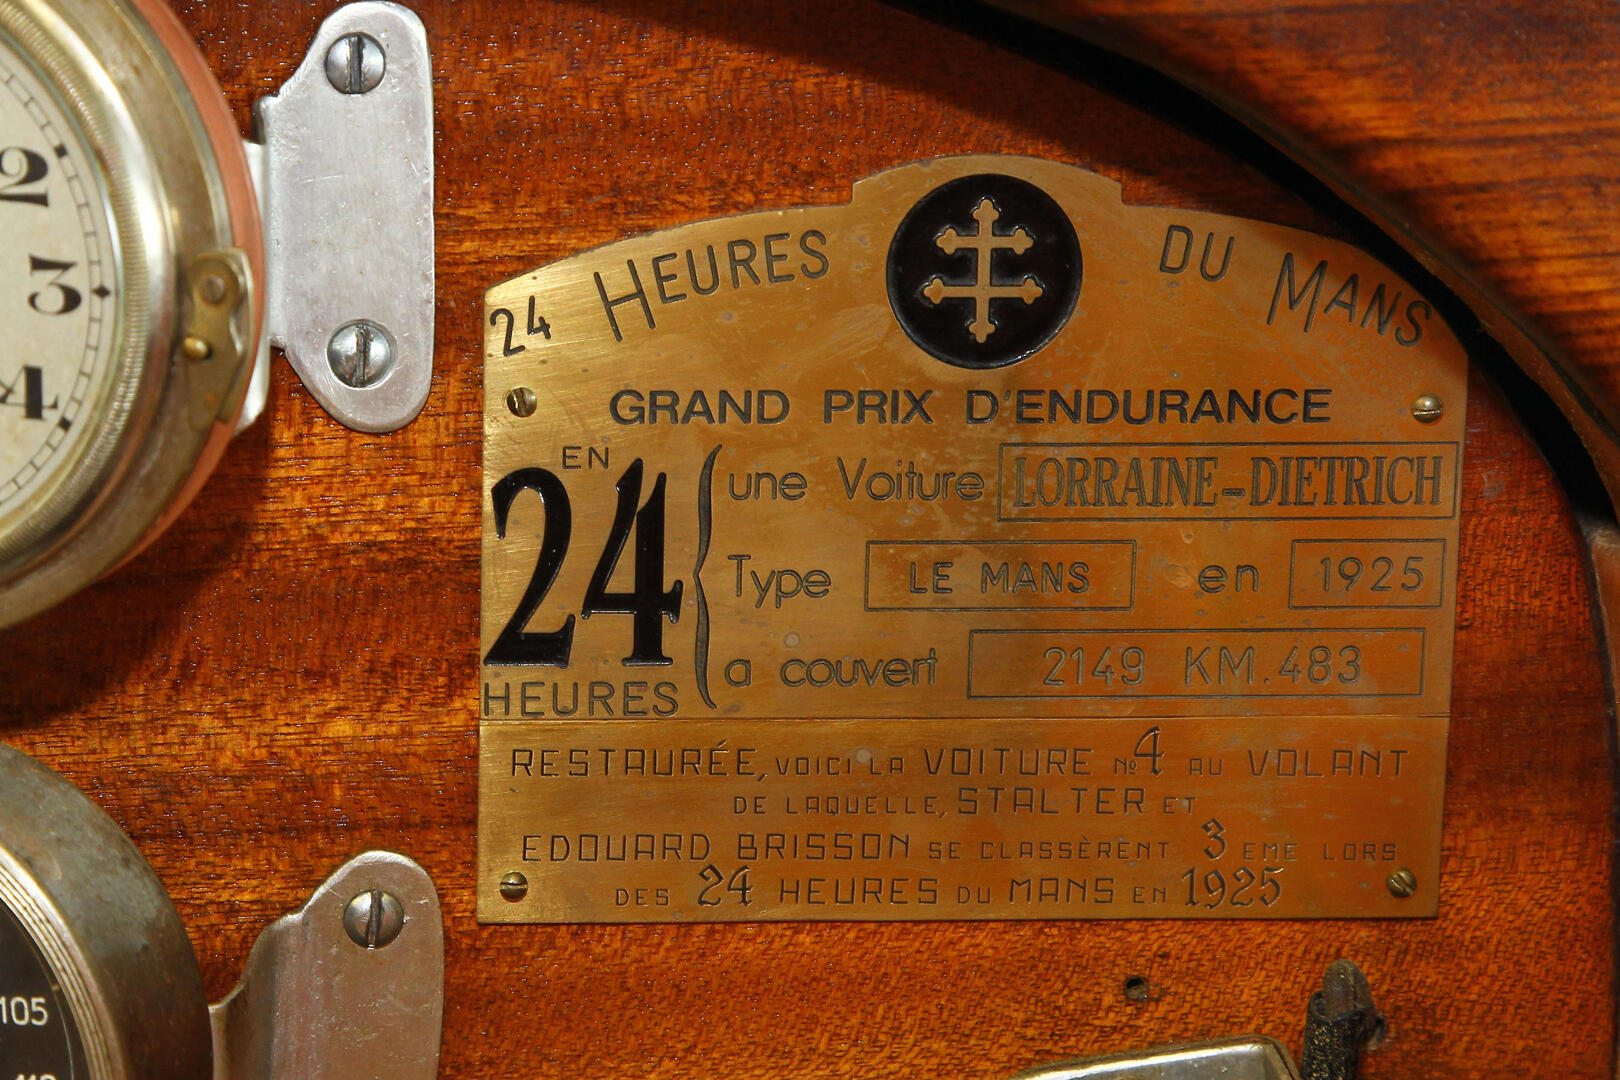 2
3
4
105
24 HEURES DU MANS
GRAND PRIX D'ENDURANCE
EN
24
HEURES
une Voiture LORRAINE-DIETRICH
Type LE MANS en 1925
a couvert 2149 KM.483
RESTAURÉE, VOICI LA VOITURE No 4 AU VOLANT
DE LAQUELLE, STALTER ET
EDOUARD BRISSON SE CLASSÈRENT 3 EME LORS
DES 24 HEURES DU MANS EN 1925